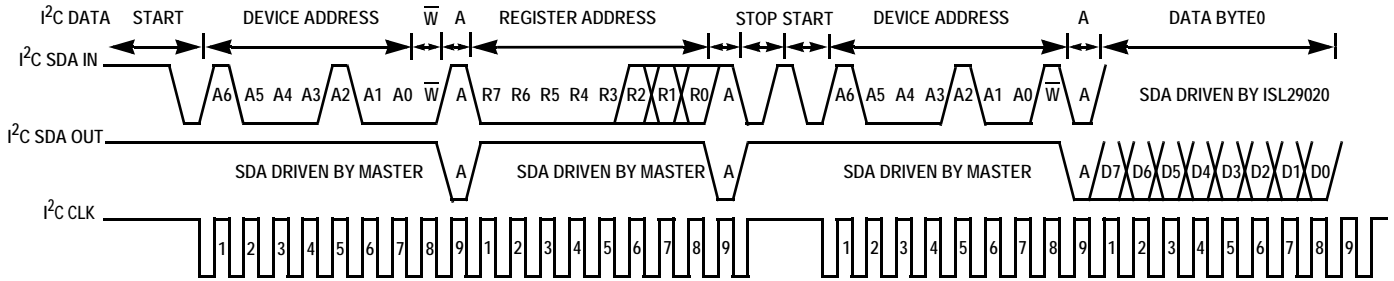 I²C DATA START DEVICE ADDRESS W̅ A REGISTER ADDRESS STOP START DEVICE ADDRESS A DATA BYTE0
I²C SDA IN
A6 A5 A4 A3 A2 A1 A0 W̅ A R7 R6 R5 R4 R3 R2 R1 R0 A A6 A5 A4 A3 A2 A1 A0 W̅ A SDA DRIVEN BY ISL29020
I²C SDA OUT
SDA DRIVEN BY MASTER A SDA DRIVEN BY MASTER A SDA DRIVEN BY MASTER A D7 D6 D5 D4 D3 D2 D1 D0
I²C CLK
1 2 3 4 5 6 7 8 9 1 2 3 4 5 6 7 8 9 1 2 3 4 5 6 7 8 9 1 2 3 4 5 6 7 8 9